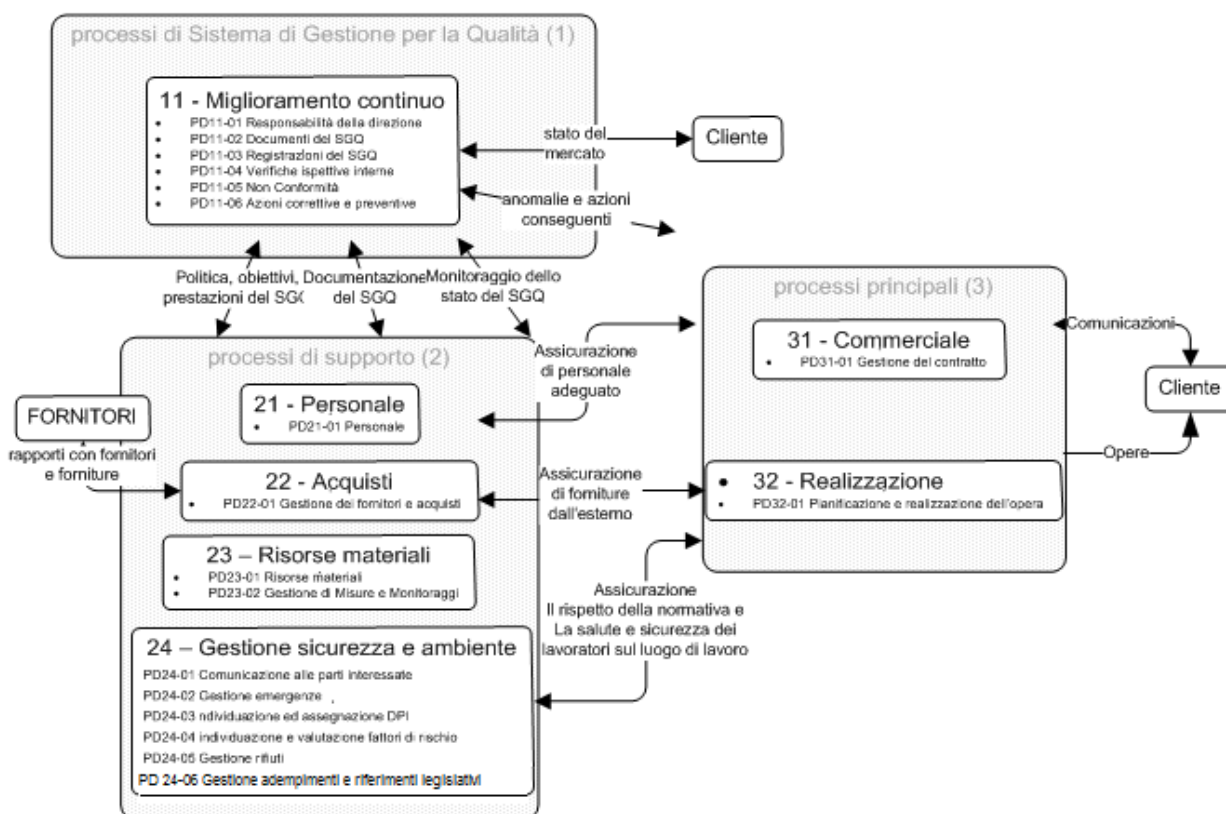 processi di Sistema di Gestione per la Qualità (1)
11 - Miglioramento continuo
• PD11-01 Responsabilità della direzione
• PD11-02 Documenti del SGQ
• PD11-03 Registrazioni del SGQ
• PD11-04 Verifiche ispettive interne
• PD11-05 Non Conformità
• PD11-06 Azioni correttive e preventive
stato del
mercato
Cliente
anomalie e azioni
conseguenti
Politica, obiettivi,
prestazioni del SGQ
Documentazione
del SGQ
Monitoraggio dello
stato del SGQ
processi di supporto (2)
21 - Personale
• PD21-01 Personale
FORNITORI
rapporti con fornitori
e forniture
22 - Acquisti
• PD22-01 Gestione dei fornitori e acquisti
23 – Risorse materiali
• PD23-01 Risorse materiali
• PD23-02 Gestione di Misure e Monitoraggi
24 – Gestione sicurezza e ambiente
PD24-01 Comunicazione alle parti interessate
PD24-02 Gestione emergenze
PD24-03 ndividuazione ed assegnazione DPI
PD24-04 individuazione e valutazione fattori di rischio
PD24-05 Gestione rifiuti
PD 24-06 Gestione adempimenti e riferimenti legislativi
Assicurazione
di personale
adeguato
Assicurazione
di forniture
dall'esterno
Assicurazione
Il rispetto della normativa e
La salute e sicurezza dei
lavoratori sul luogo di lavoro
processi principali (3)
31 - Commerciale
• PD31-01 Gestione del contratto
• 32 - Realizzazione
• PD32-01 Pianificazione e realizzazione dell'opera
Comunicazioni
Cliente
Opere